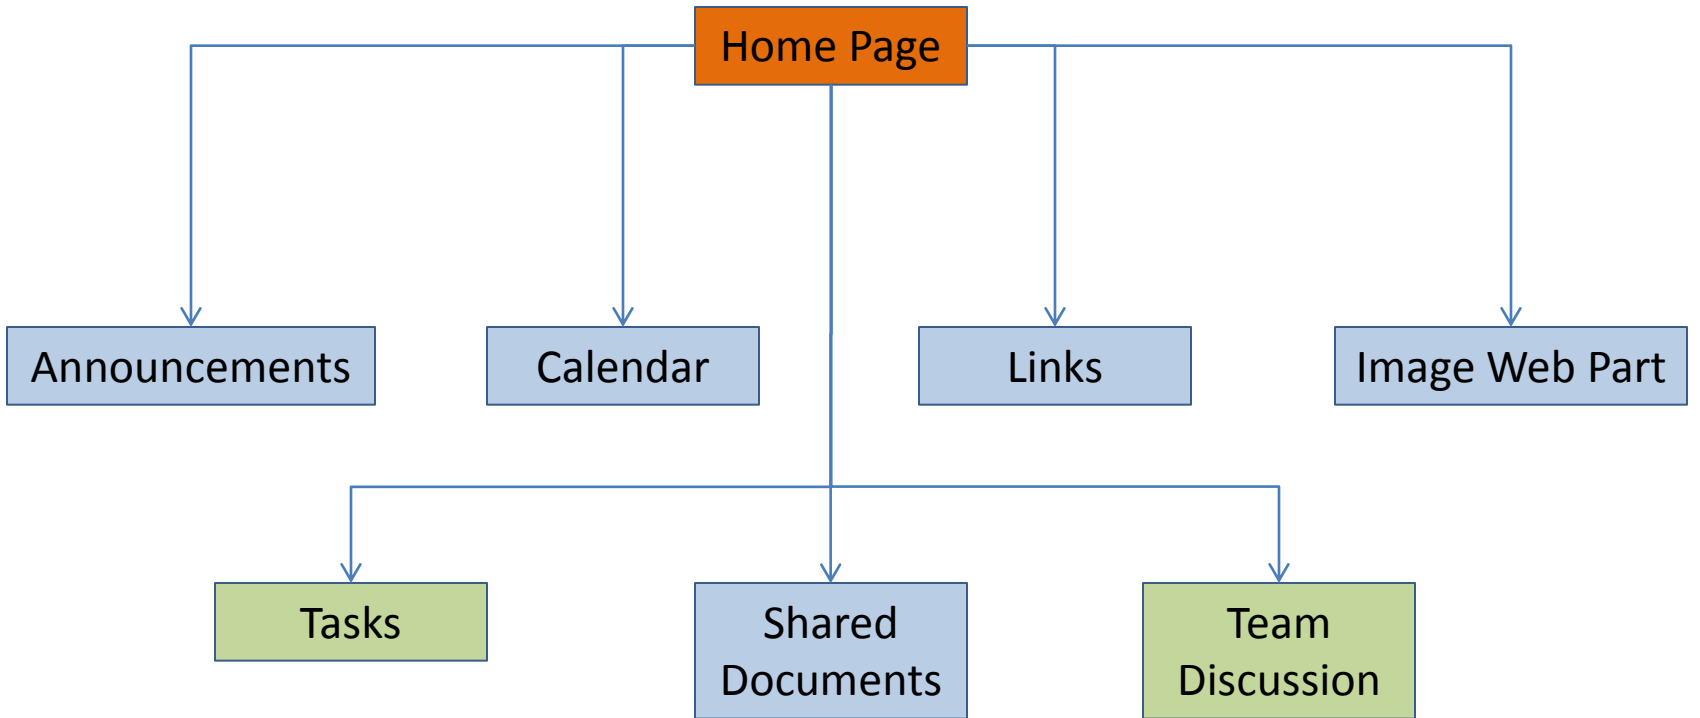 Home Page
Announcements
Calendar
Links
Image Web Part
Tasks
Shared
Documents
Team
Discussion